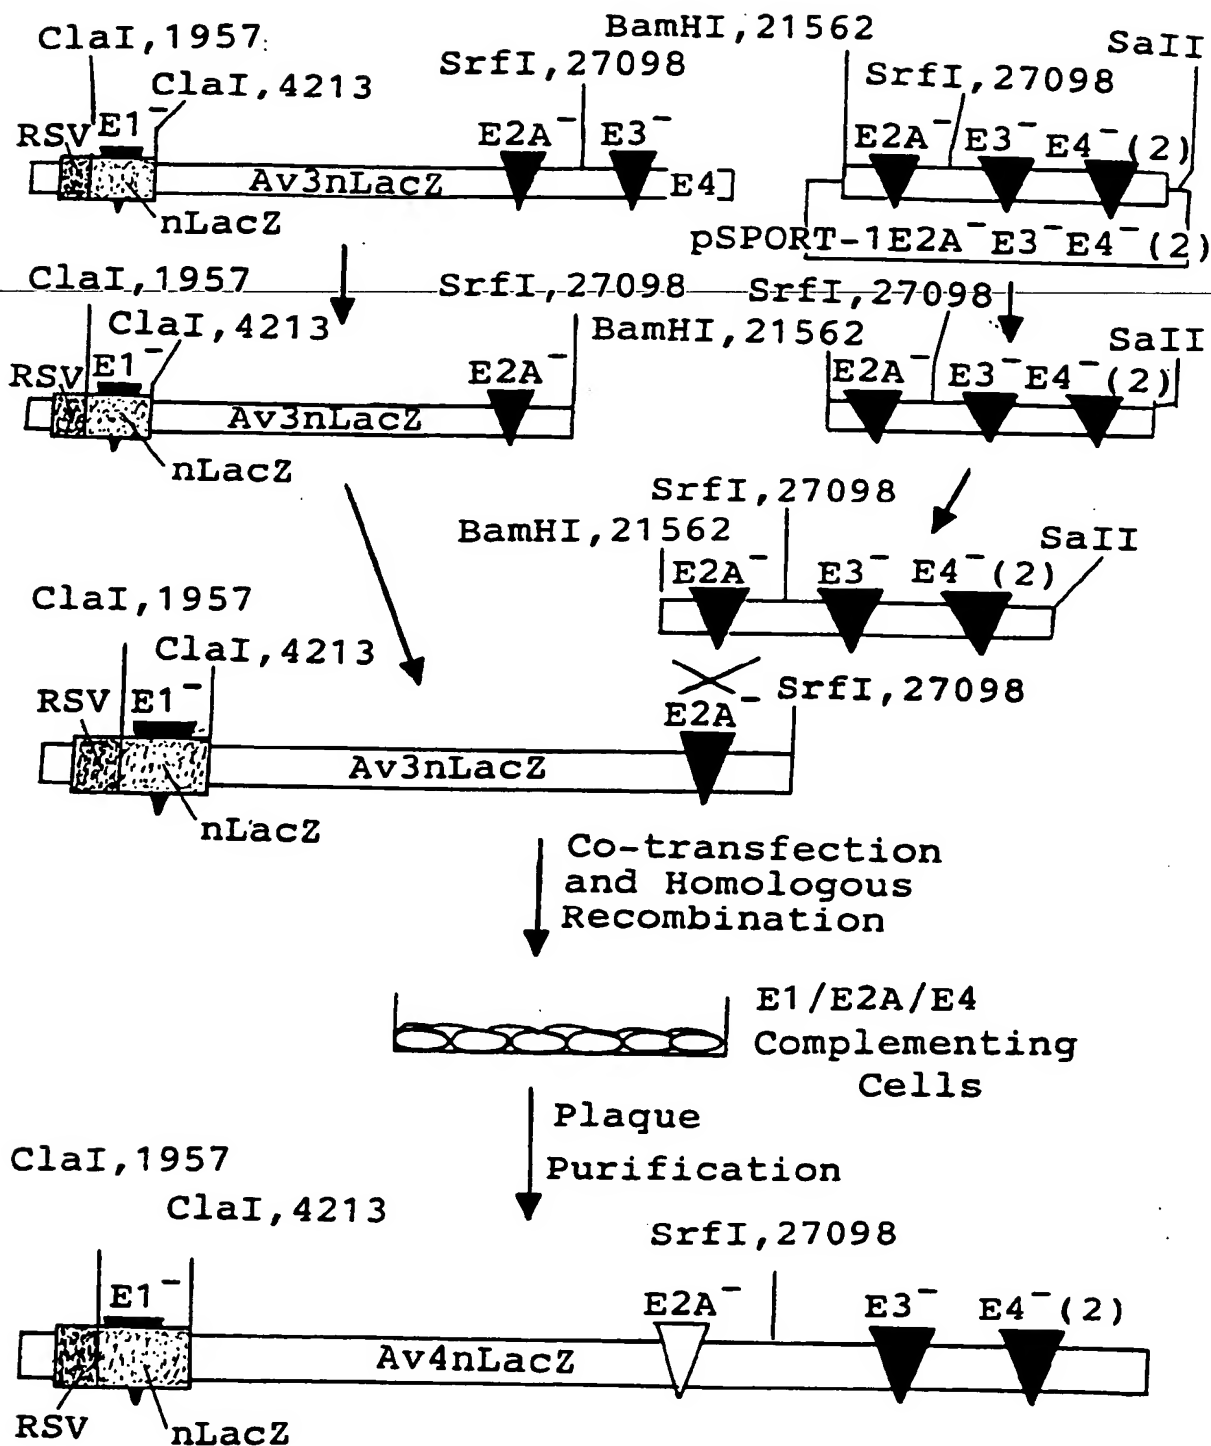 ClaI,1957
ClaI,4213
SrfI,27098
BamHI,21562
SrfI,27098
SaII
RSV
E1⁻
E2A⁻
E3⁻
E2A⁻
E3⁻
E4⁻(2)
Av3nLacZ
E4
nLacZ
pSPORT-1E2A⁻E3⁻E4⁻(2)
ClaI,1957
ClaI,4213
SrfI,27098
SrfI,27098
BamHI,21562
SaII
RSV
E1⁻
E2A⁻
E2A⁻
E3⁻
E4⁻(2)
Av3nLacZ
nLacZ
SrfI,27098
BamHI,21562
SaII
E2A⁻
E3⁻
E4⁻(2)
ClaI,1957
ClaI,4213
SrfI,27098
RSV
E1⁻
E2A⁻
Av3nLacZ
nLacZ
Co-transfection
and Homologous
Recombination
E1/E2A/E4
Complementing
Cells
Plaque
Purification
ClaI,1957
ClaI,4213
SrfI,27098
E1⁻
E2A⁻
E3⁻
E4⁻(2)
Av4nLacZ
RSV
nLacZ